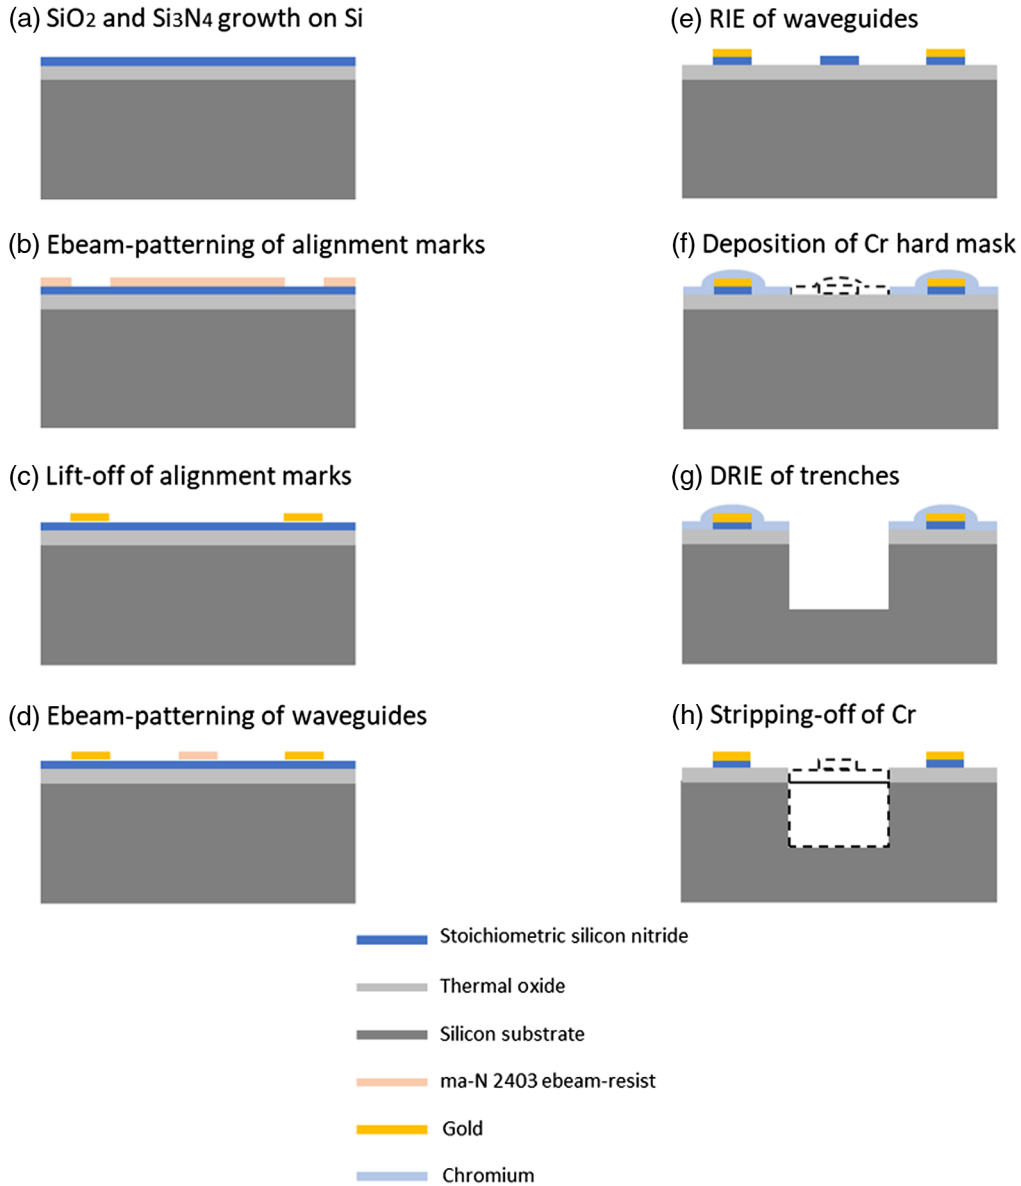 (a) SiO2 and Si3N4 growth on Si
(b) Ebeam-patterning of alignment marks
(c) Lift-off of alignment marks
(d) Ebeam-patterning of waveguides
(e) RIE of waveguides
(f) Deposition of Cr hard mask
(g) DRIE of trenches
(h) Stripping-off of Cr
Stoichiometric silicon nitride
Thermal oxide
Silicon substrate
ma-N 2403 ebeam-resist
Gold
Chromium